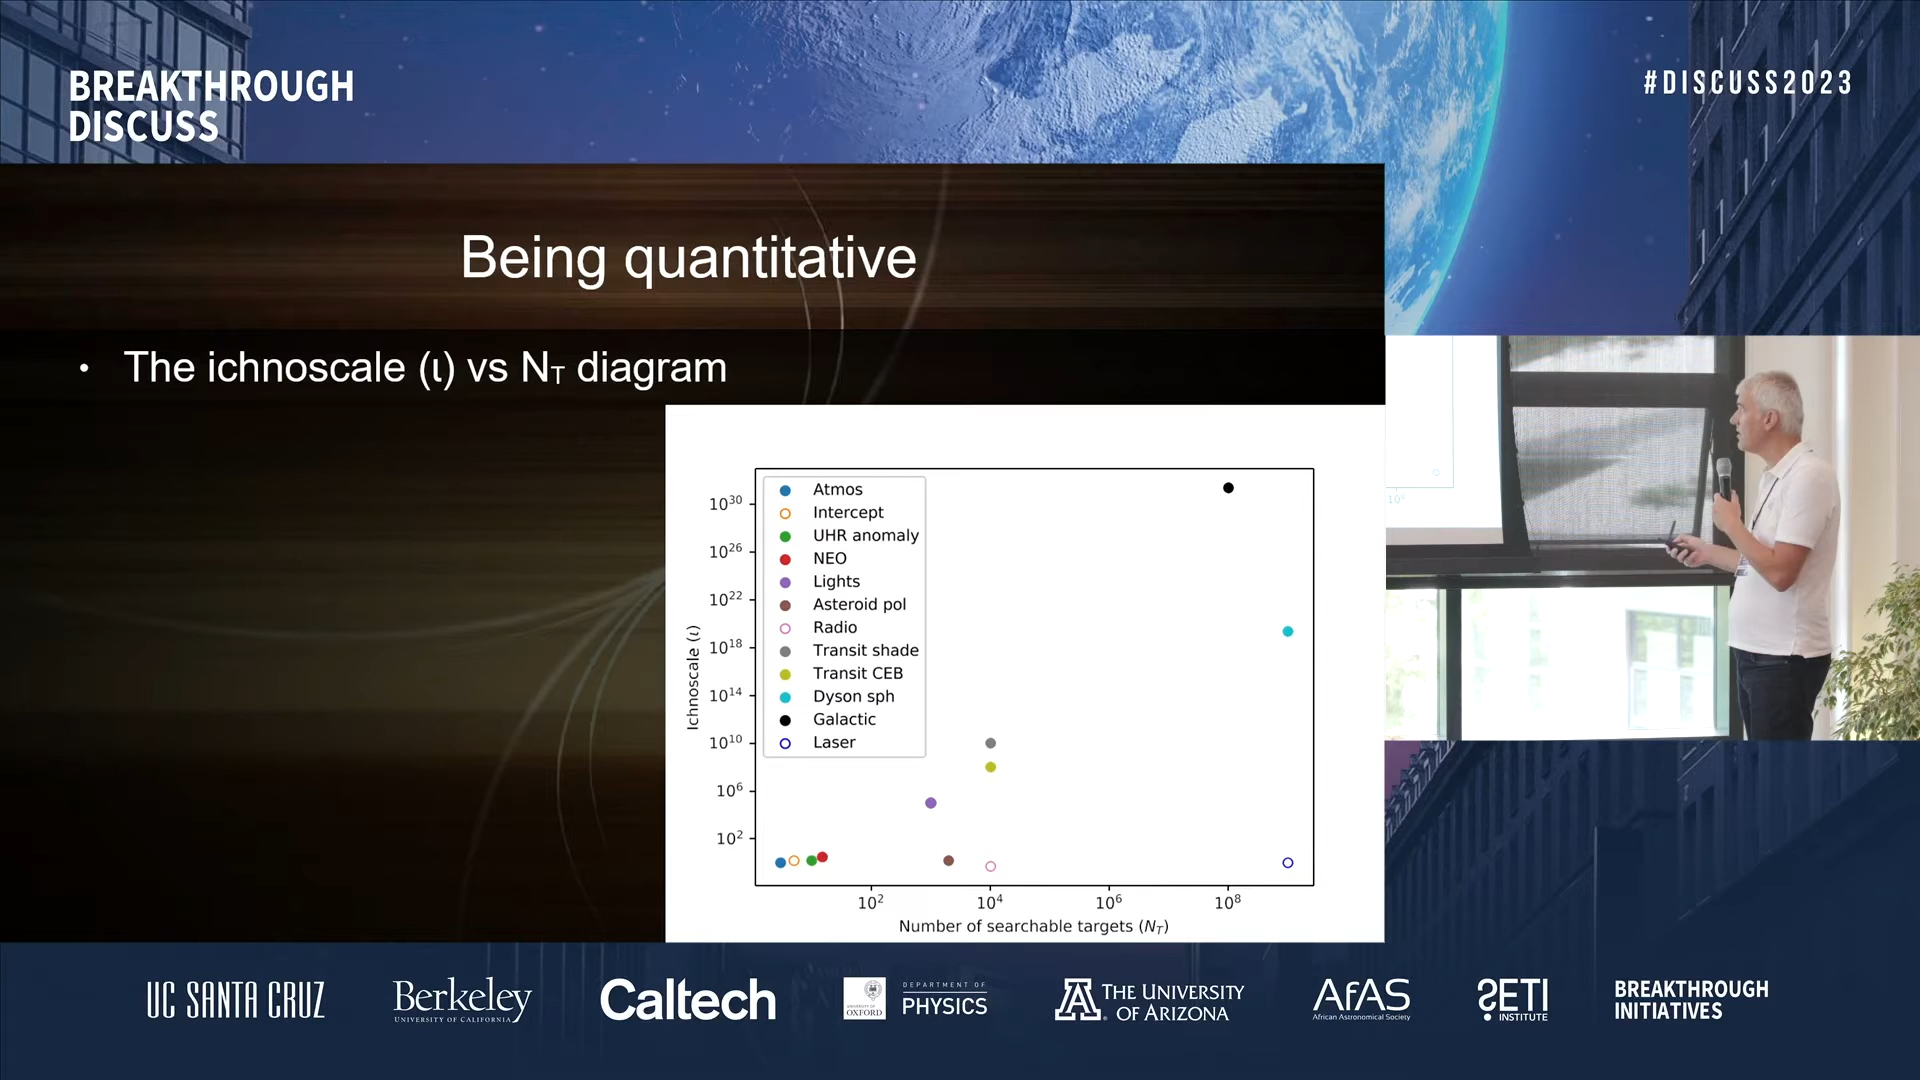 BREAKTHROUGH
DISCUSS
#DISCUSS2023
Being quantitative
• The ichnoscale (ι) vs N_T diagram
Atmos
Intercept
UHR anomaly
NEO
Lights
Asteroid pol
Radio
Transit shade
Transit CEB
Dyson sph
Galactic
Laser
Ichnoscale (ι)
10^30
10^26
10^22
10^18
10^14
10^10
10^6
10^2
10^2 10^4 10^6 10^8
Number of searchable targets (N_T)
UC SANTA CRUZ
Berkeley
UNIVERSITY OF CALIFORNIA
Caltech
UNIVERSITY OF
OXFORD
DEPARTMENT OF
PHYSICS
A
THE UNIVERSITY
OF ARIZONA
AfAS
African Astronomical Society
SETI
INSTITUTE
BREAKTHROUGH
INITIATIVES